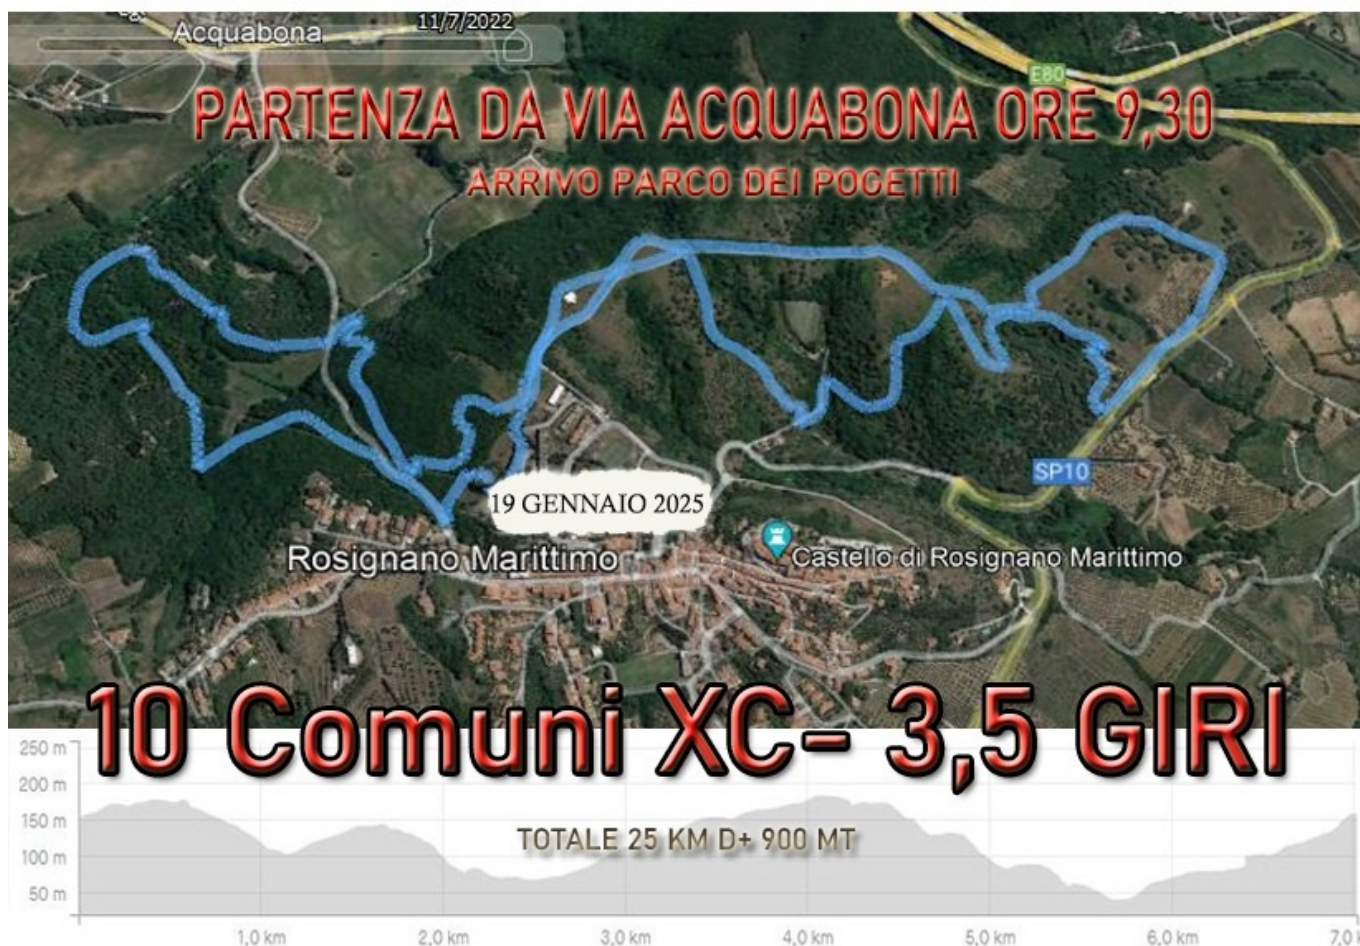 Acquabona
11/7/2022
E80
PARTENZA DA VIA ACQUABONA ORE 9,30
ARRIVO PARCO DEI POGETTI
SP10
19 GENNAIO 2025
Rosignano Marittimo
Castello di Rosignano Marittimo
10 Comuni XC- 3,5 GIRI
250 m
200 m
150 m
100 m
50 m
TOTALE 25 KM D+ 900 MT
1,0 km
2,0 km
3,0 km
4,0 km
5,0 km
6,0 km
7,0 k